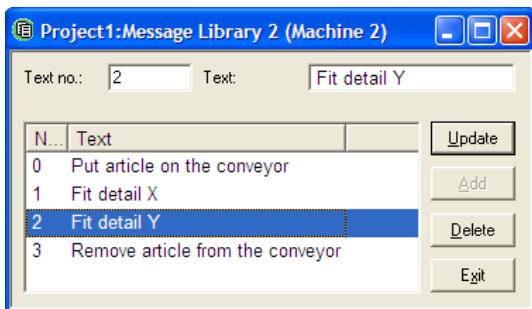 Project1:Message Library 2 (Machine 2)
Text no.: 2 Text: Fit detail Y
N... Text
0 Put article on the conveyor
1 Fit detail X
2 Fit detail Y
3 Remove article from the conveyor
Update
Add
Delete
Exit